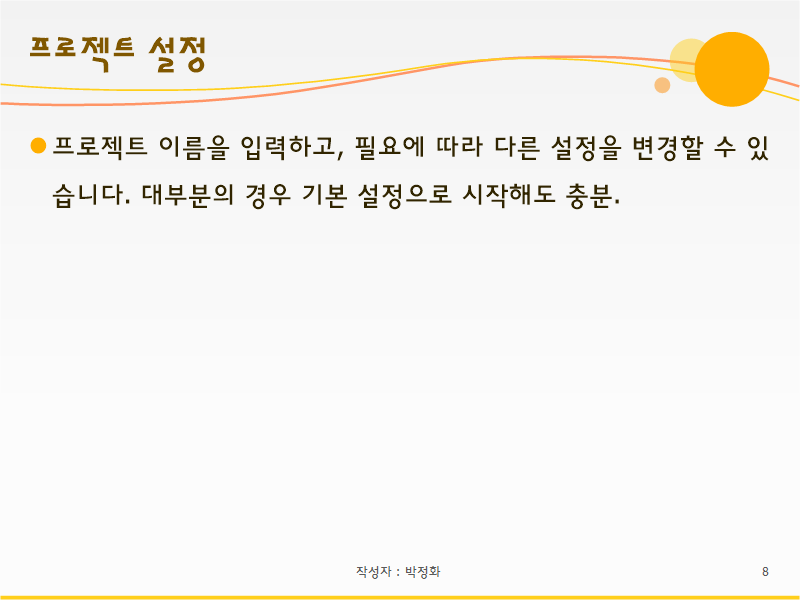 프로젝트 설정
프로젝트 이름을 입력하고, 필요에 따라 다른 설정을 변경할 수 있
습니다. 대부분의 경우 기본 설정으로 시작해도 충분.
작성자 : 박정화
8